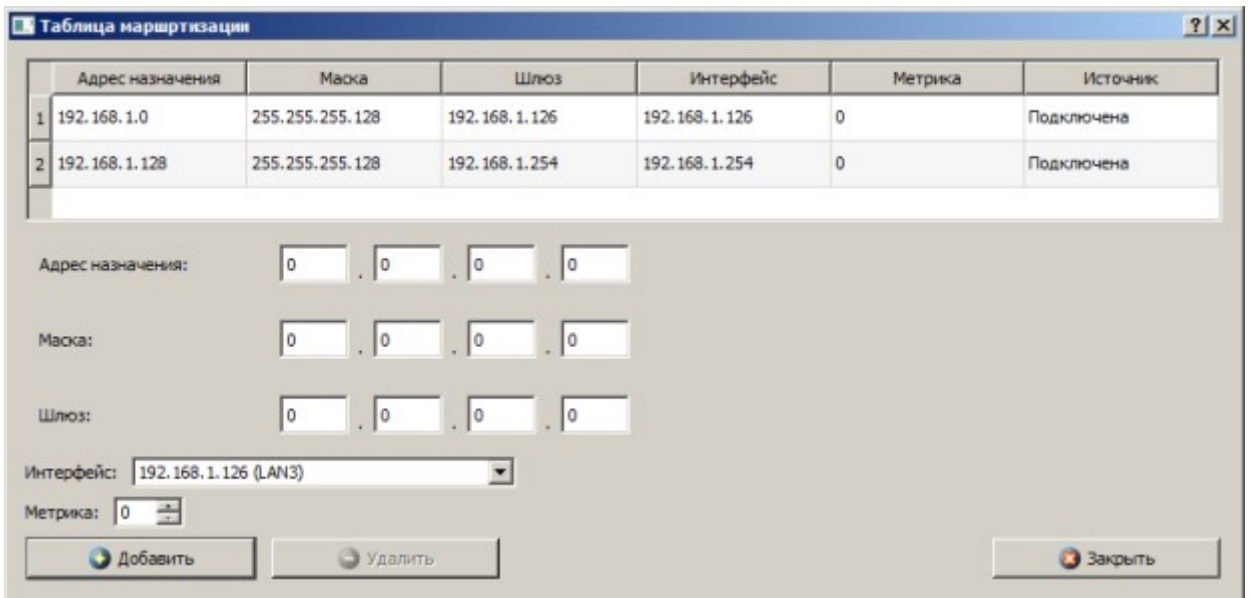 Таблица маршртизации
Адрес назначения Маска Шлюз Интерфейс Метрика Источник
1 192.168.1.0 255.255.255.128 192.168.1.126 192.168.1.126 0 Подключена
2 192.168.1.128 255.255.255.128 192.168.1.254 192.168.1.254 0 Подключена
Адрес назначения: 0 . 0 . 0 . 0
Маска: 0 . 0 . 0 . 0
Шлюз: 0 . 0 . 0 . 0
Интерфейс: 192.168.1.126 (LAN3)
Метрика: 0
Добавить Удалить Закрыть